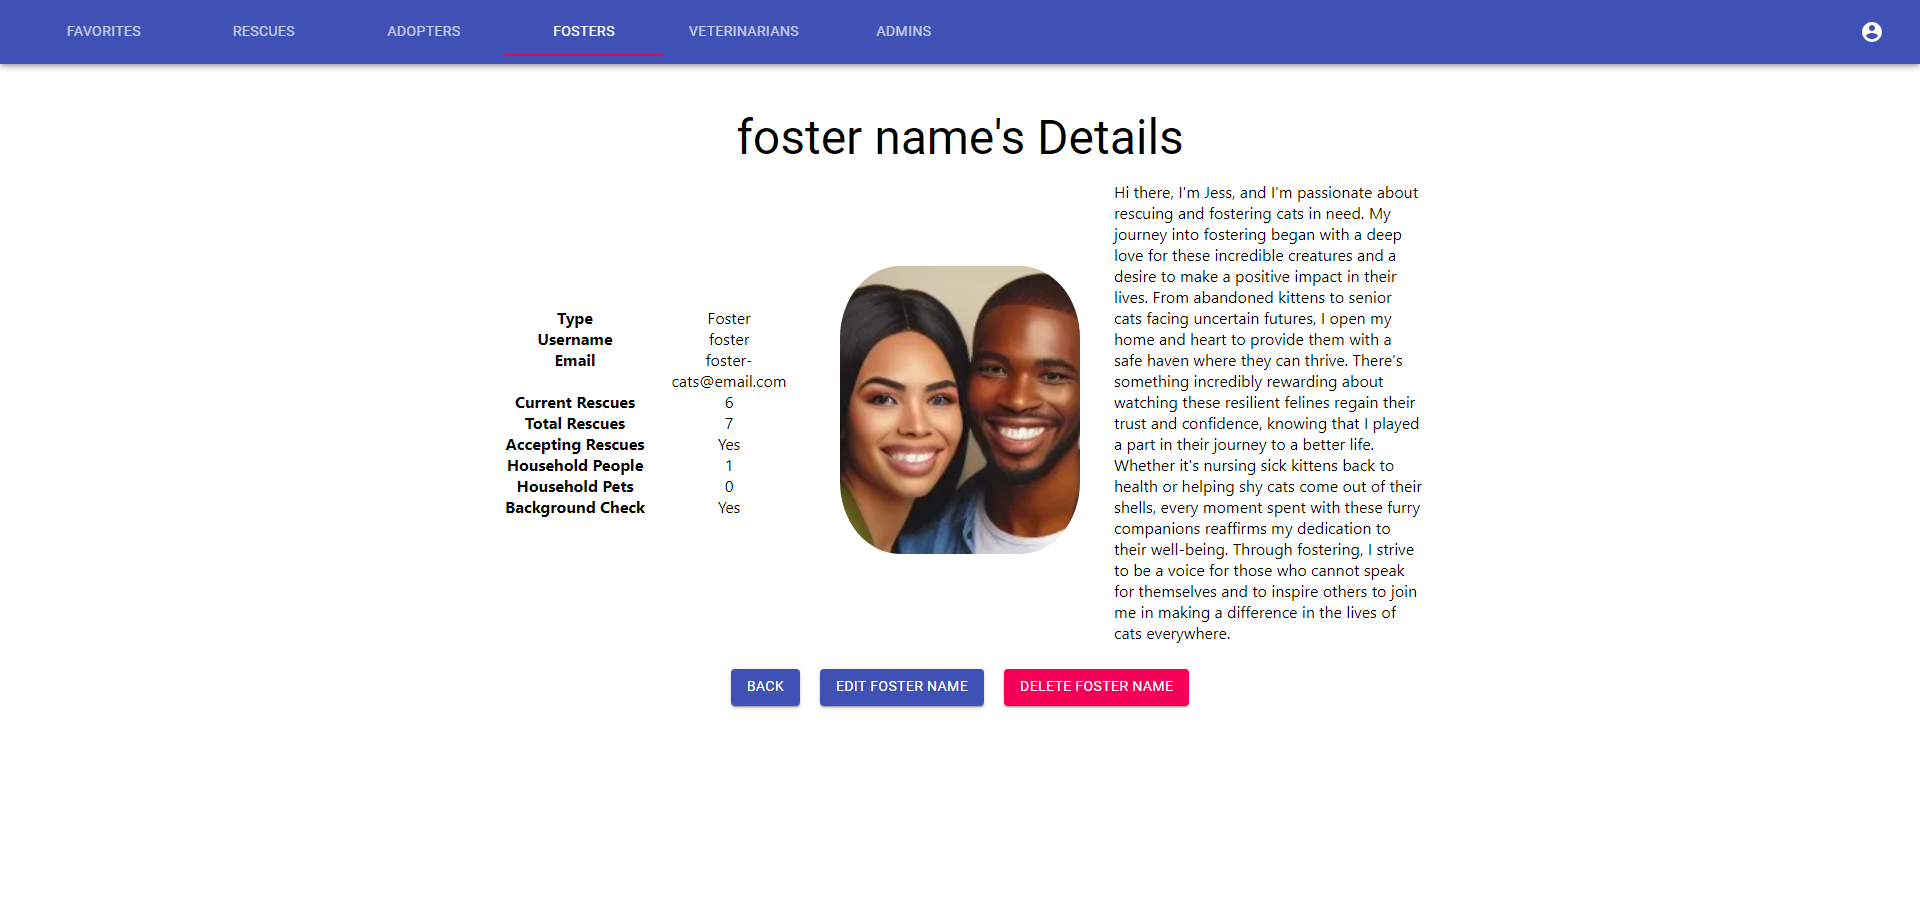 FAVORITES RESCUES ADOPTERS FOSTERS VETERINARIANS ADMINS
foster name's Details
Type Foster
Username foster
Email foster-
cats@email.com
Current Rescues 6
Total Rescues 7
Accepting Rescues Yes
Household People 1
Household Pets 0
Background Check Yes
Hi there, I'm Jess, and I'm passionate about
rescuing and fostering cats in need. My
journey into fostering began with a deep
love for these incredible creatures and a
desire to make a positive impact in their
lives. From abandoned kittens to senior
cats facing uncertain futures, I open my
home and heart to provide them with a
safe haven where they can thrive. There's
something incredibly rewarding about
watching these resilient felines regain their
trust and confidence, knowing that I played
a part in their journey to a better life.
Whether it's nursing sick kittens back to
health or helping shy cats come out of their
shells, every moment spent with these furry
companions reaffirms my dedication to
their well-being. Through fostering, I strive
to be a voice for those who cannot speak
for themselves and to inspire others to join
me in making a difference in the lives of
cats everywhere.
BACK EDIT FOSTER NAME DELETE FOSTER NAME